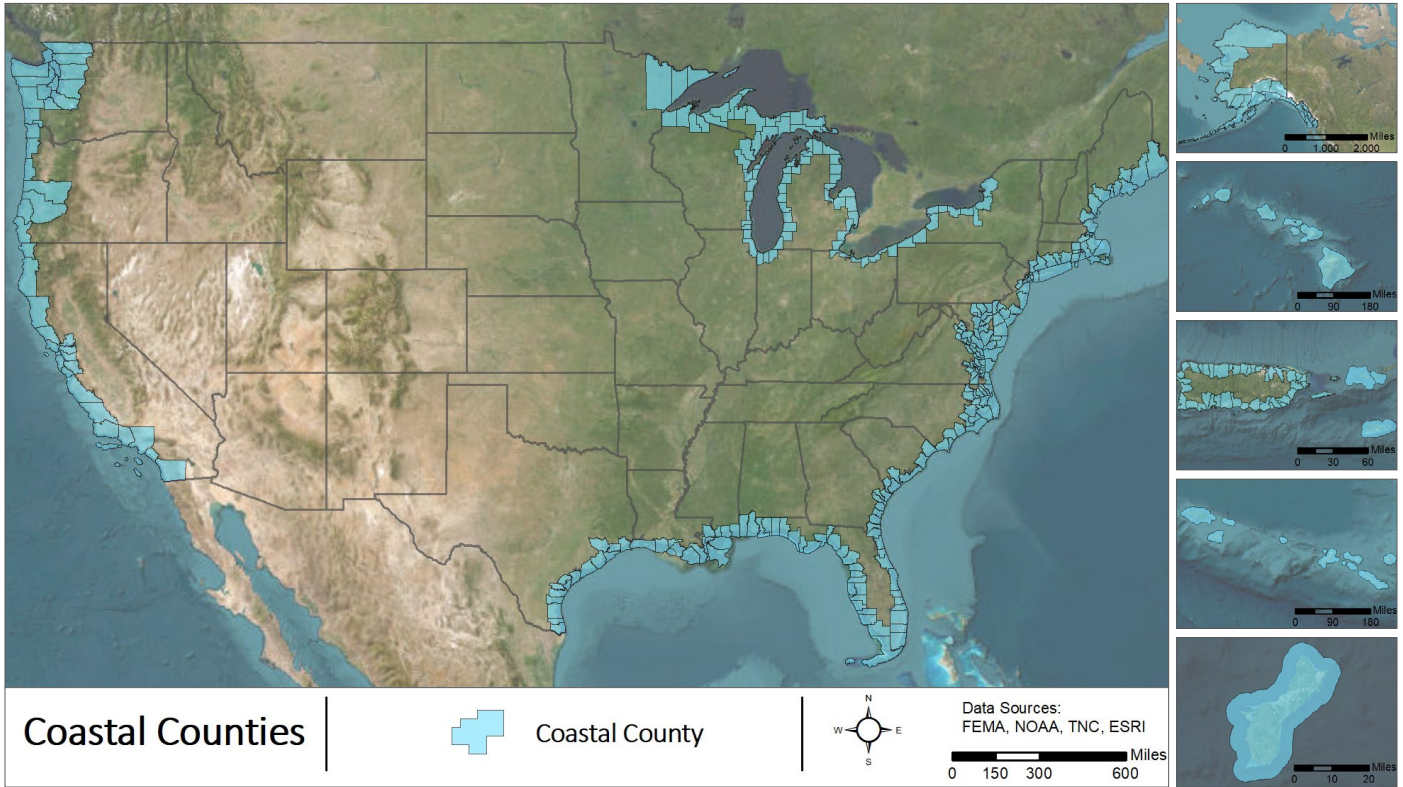 Coastal Counties
Coastal County
N
W
E
S
Data Sources:
FEMA, NOAA, TNC, ESRI
Miles
0 150 300 600
Miles
0 1,000 2,000
Miles
0 90 180
Miles
0 30 60
Miles
0 90 180
Miles
0 10 20